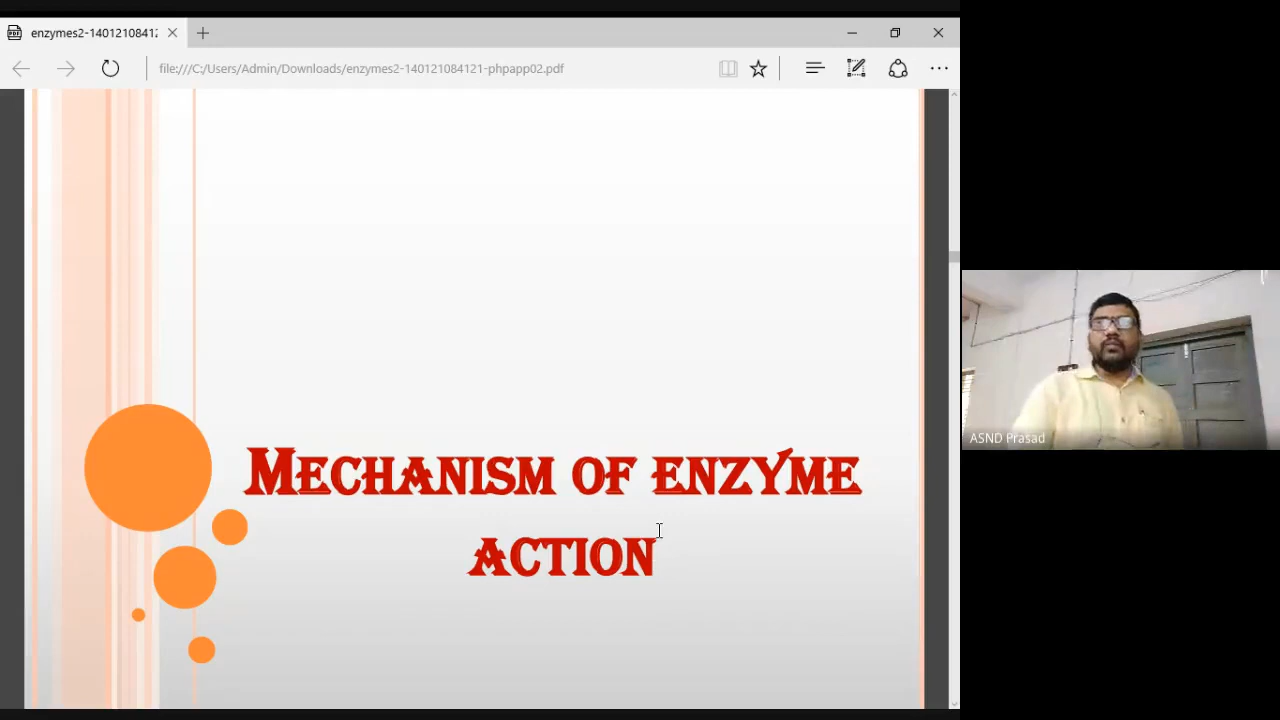 enzymes2-14012108412
file:///C:/Users/Admin/Downloads/enzymes2-140121084121-phpapp02.pdf
MECHANISM OF ENZYME
ACTION
ASND Prasad